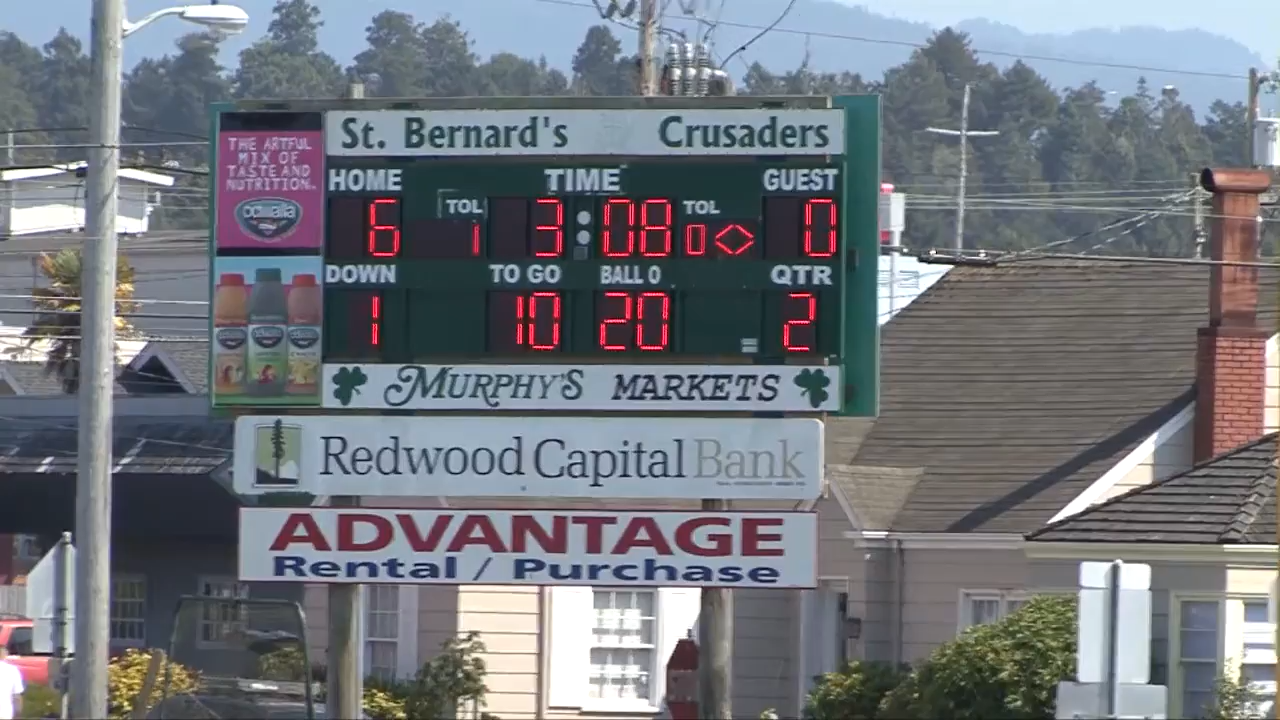 St. Bernard's Crusaders
THE ARTFUL
MIX OF
TASTE AND
NUTRITION.
odwalla
HOME TIME GUEST
6 TOL 1 3:08 TOL 0 <> 0
DOWN TO GO BALL O QTR
1 10 20 2
MURPHY'S MARKETS
Redwood Capital Bank
ADVANTAGE
Rental / Purchase